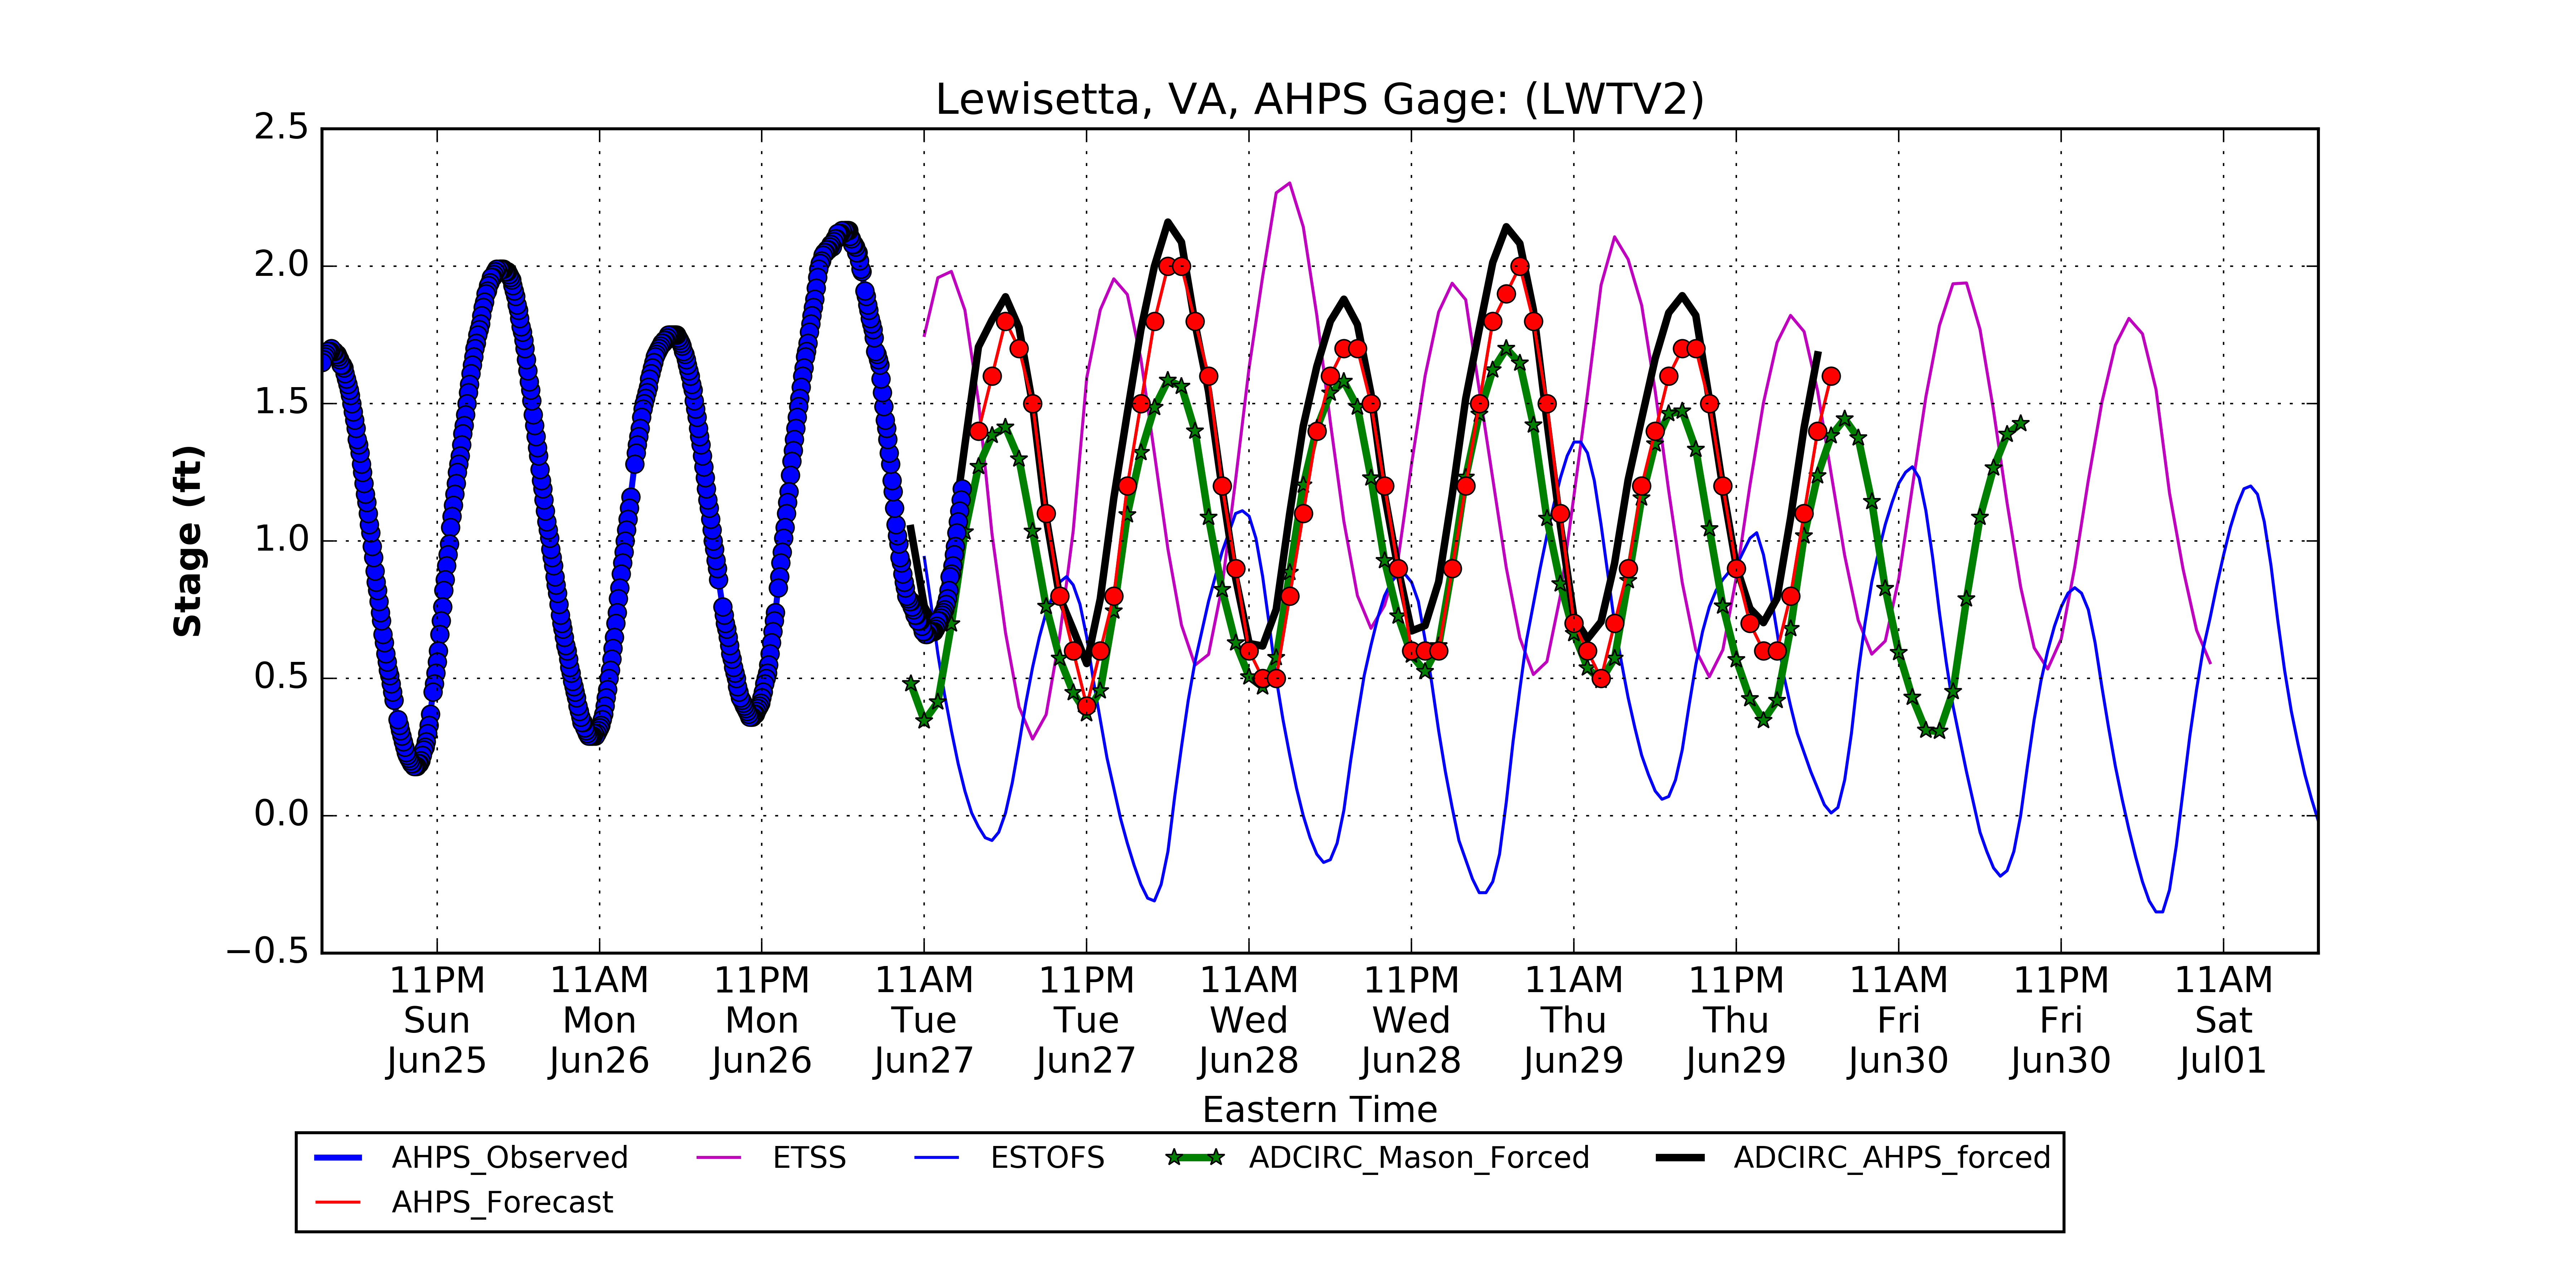 Lewisetta, VA, AHPS Gage: (LWTV2)
2.5
2.0
1.5
1.0
0.5
0.0
−0.5
Stage (ft)
11PM 11AM 11PM 11AM 11PM 11AM 11PM 11AM 11PM 11AM 11PM 11AM
Sun Mon Mon Tue Tue Wed Wed Thu Thu Fri Fri Sat
Jun25 Jun26 Jun26 Jun27 Jun27 Jun28 Jun28 Jun29 Jun29 Jun30 Jun30 Jul01
Eastern Time
AHPS_Observed ETSS ESTOFS ADCIRC_Mason_Forced ADCIRC_AHPS_forced
AHPS_Forecast